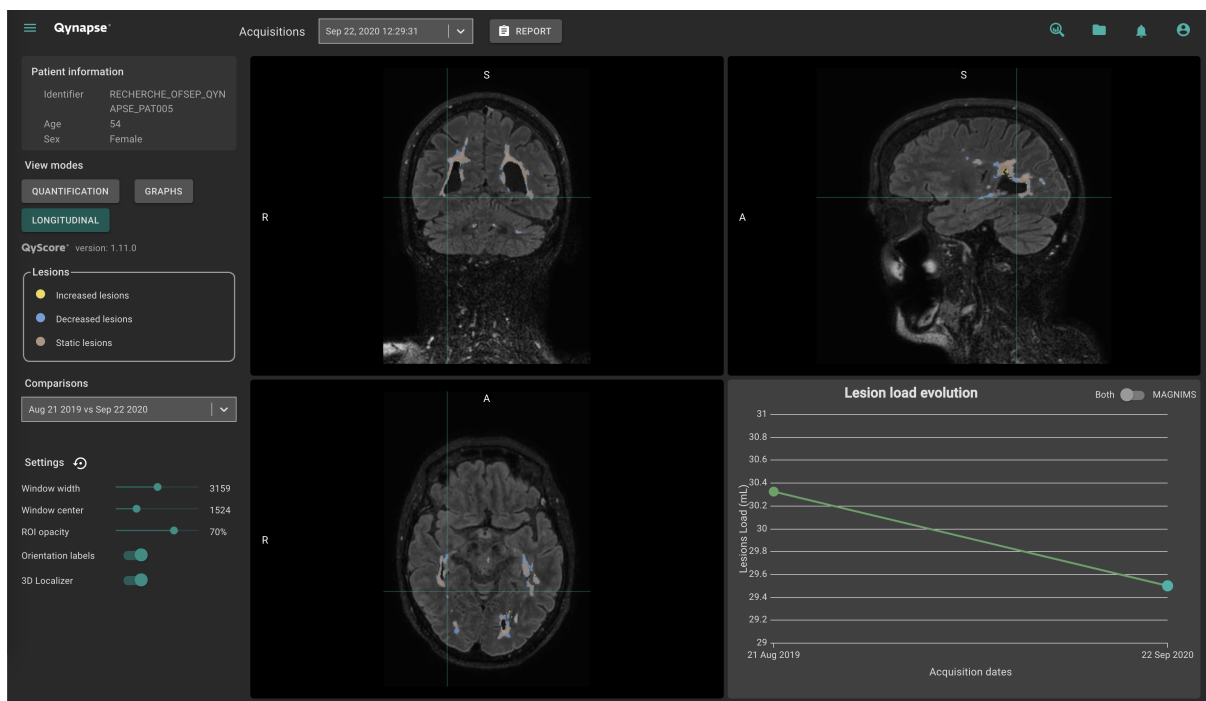 Qynapse
Acquisitions
Sep 22, 2020 12:29:31
REPORT
Patient information
Identifier RECHERCHE_OFSEP_QYN
APSE_PAT005
Age 54
Sex Female
View modes
QUANTIFICATION GRAPHS
LONGITUDINAL
QyScore version: 1.11.0
Lesions
Increased lesions
Decreased lesions
Static lesions
Comparisons
Aug 21 2019 vs Sep 22 2020
Settings
Window width 3159
Window center 1524
ROI opacity 70%
Orientation labels
3D Localizer
S
R
S
A
A
R
Lesion load evolution
Both MAGNIMS
31
30.8
30.6
30.4
30.2
30
29.8
29.6
29.4
29.2
29
Lesions Load (mL)
21 Aug 2019 22 Sep 2020
Acquisition dates